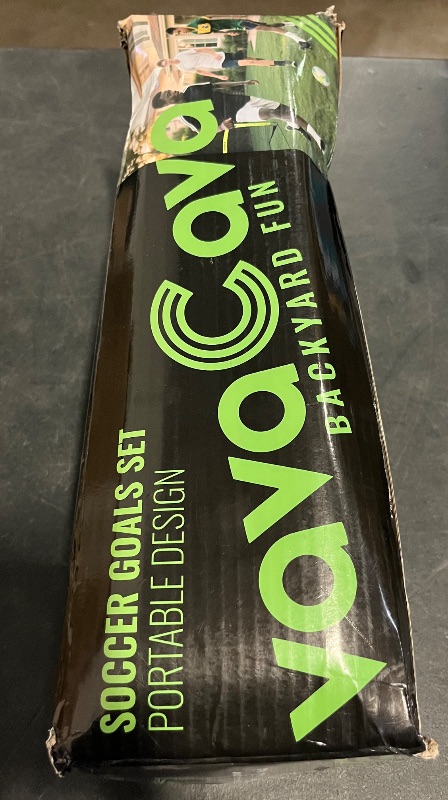 SOCCER GOALS SET
PORTABLE DESIGN
vavaCava
BACKYARD FUN